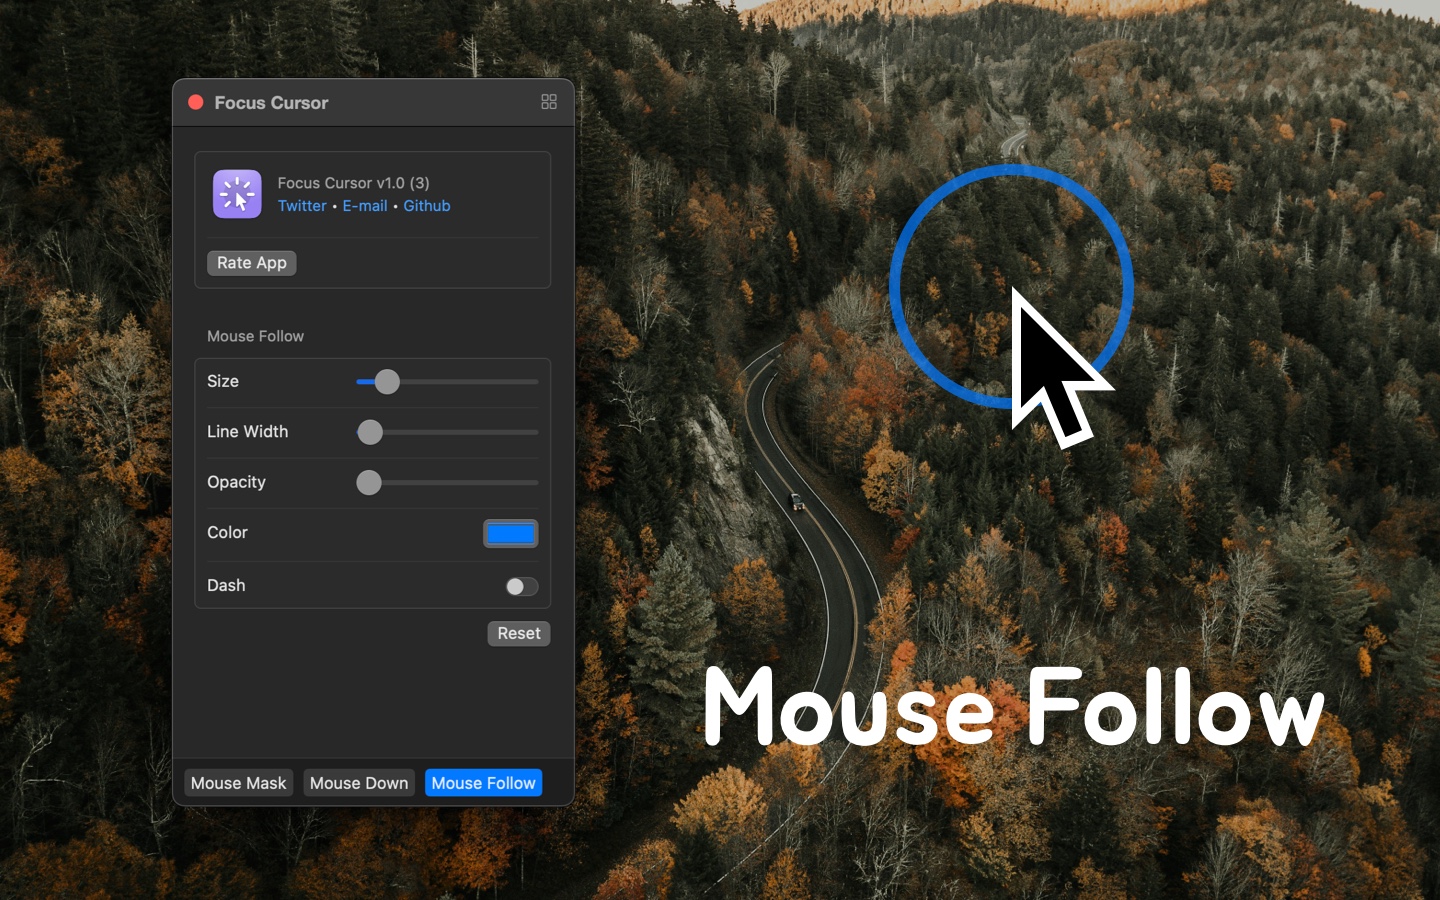 Focus Cursor
Focus Cursor v1.0 (3)
Twitter • E-mail • Github
Rate App
Mouse Follow
Size
Line Width
Opacity
Color
Dash
Reset
Mouse Follow
Mouse Mask Mouse Down Mouse Follow